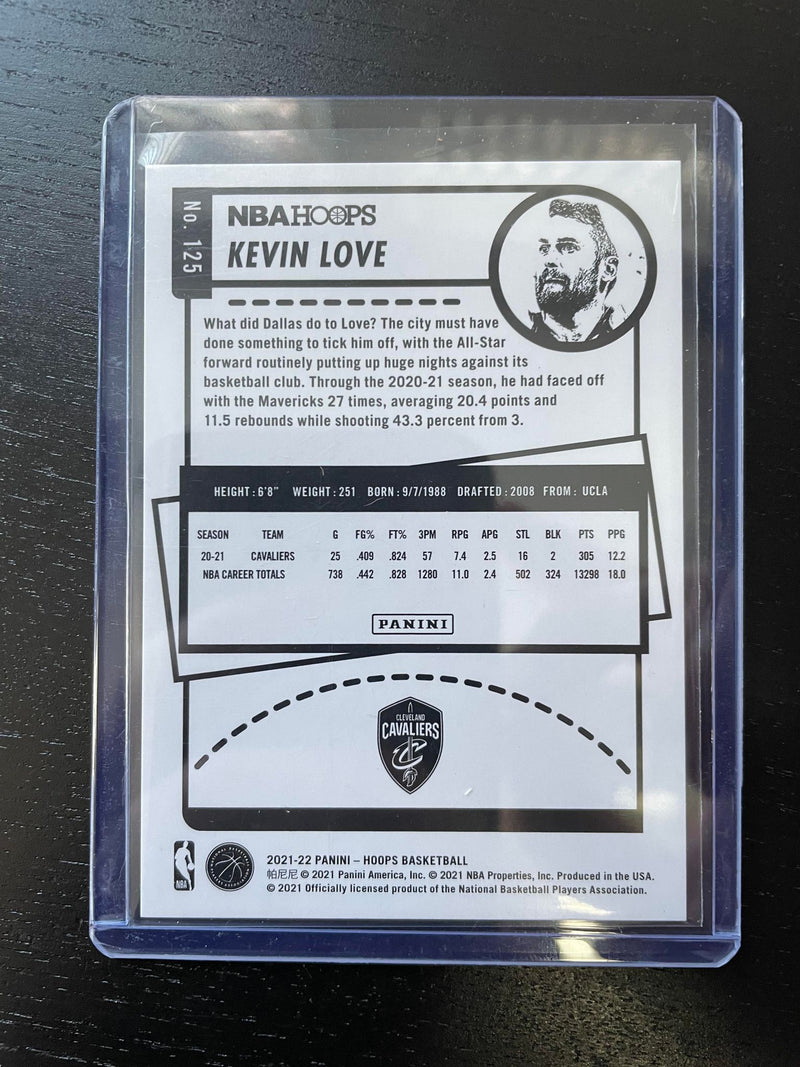 No. 125
NBA HOOPS
KEVIN LOVE
What did Dallas do to Love? The city must have
done something to tick him off, with the All-Star
forward routinely putting up huge nights against its
basketball club. Through the 2020-21 season, he had faced off
with the Mavericks 27 times, averaging 20.4 points and
11.5 rebounds while shooting 43.3 percent from 3.
HEIGHT: 6'8" WEIGHT: 251 BORN: 9/7/1988 DRAFTED: 2008 FROM: UCLA
SEASON TEAM G FG% FT% 3PM RPG APG STL BLK PTS PPG
20-21 CAVALIERS 25 .409 .824 57 7.4 2.5 16 2 305 12.2
NBA CAREER TOTALS 738 .442 .828 1280 11.0 2.4 502 324 13298 18.0
PANINI
CLEVELAND
CAVALIERS
C
NBA
2021-22 PANINI – HOOPS BASKETBALL
帕尼尼 © 2021 Panini America, Inc. © 2021 NBA Properties, Inc. Produced in the USA.
© 2021 Officially licensed product of the National Basketball Players Association.